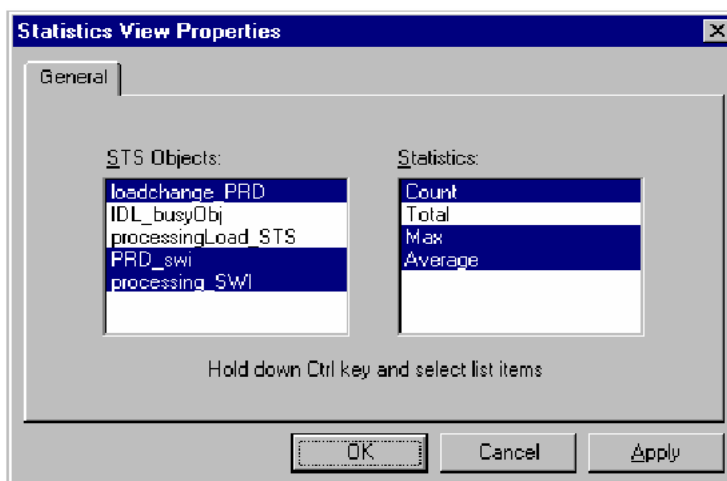 Statistics View Properties
General
STS Objects:
Statistics:
loadchange_PRD
IDL_busyObj
processingLoad_STS
PRD_swi
processing_SWI
Count
Total
Max
Average
Hold down Ctrl key and select list items
OK
Cancel
Apply